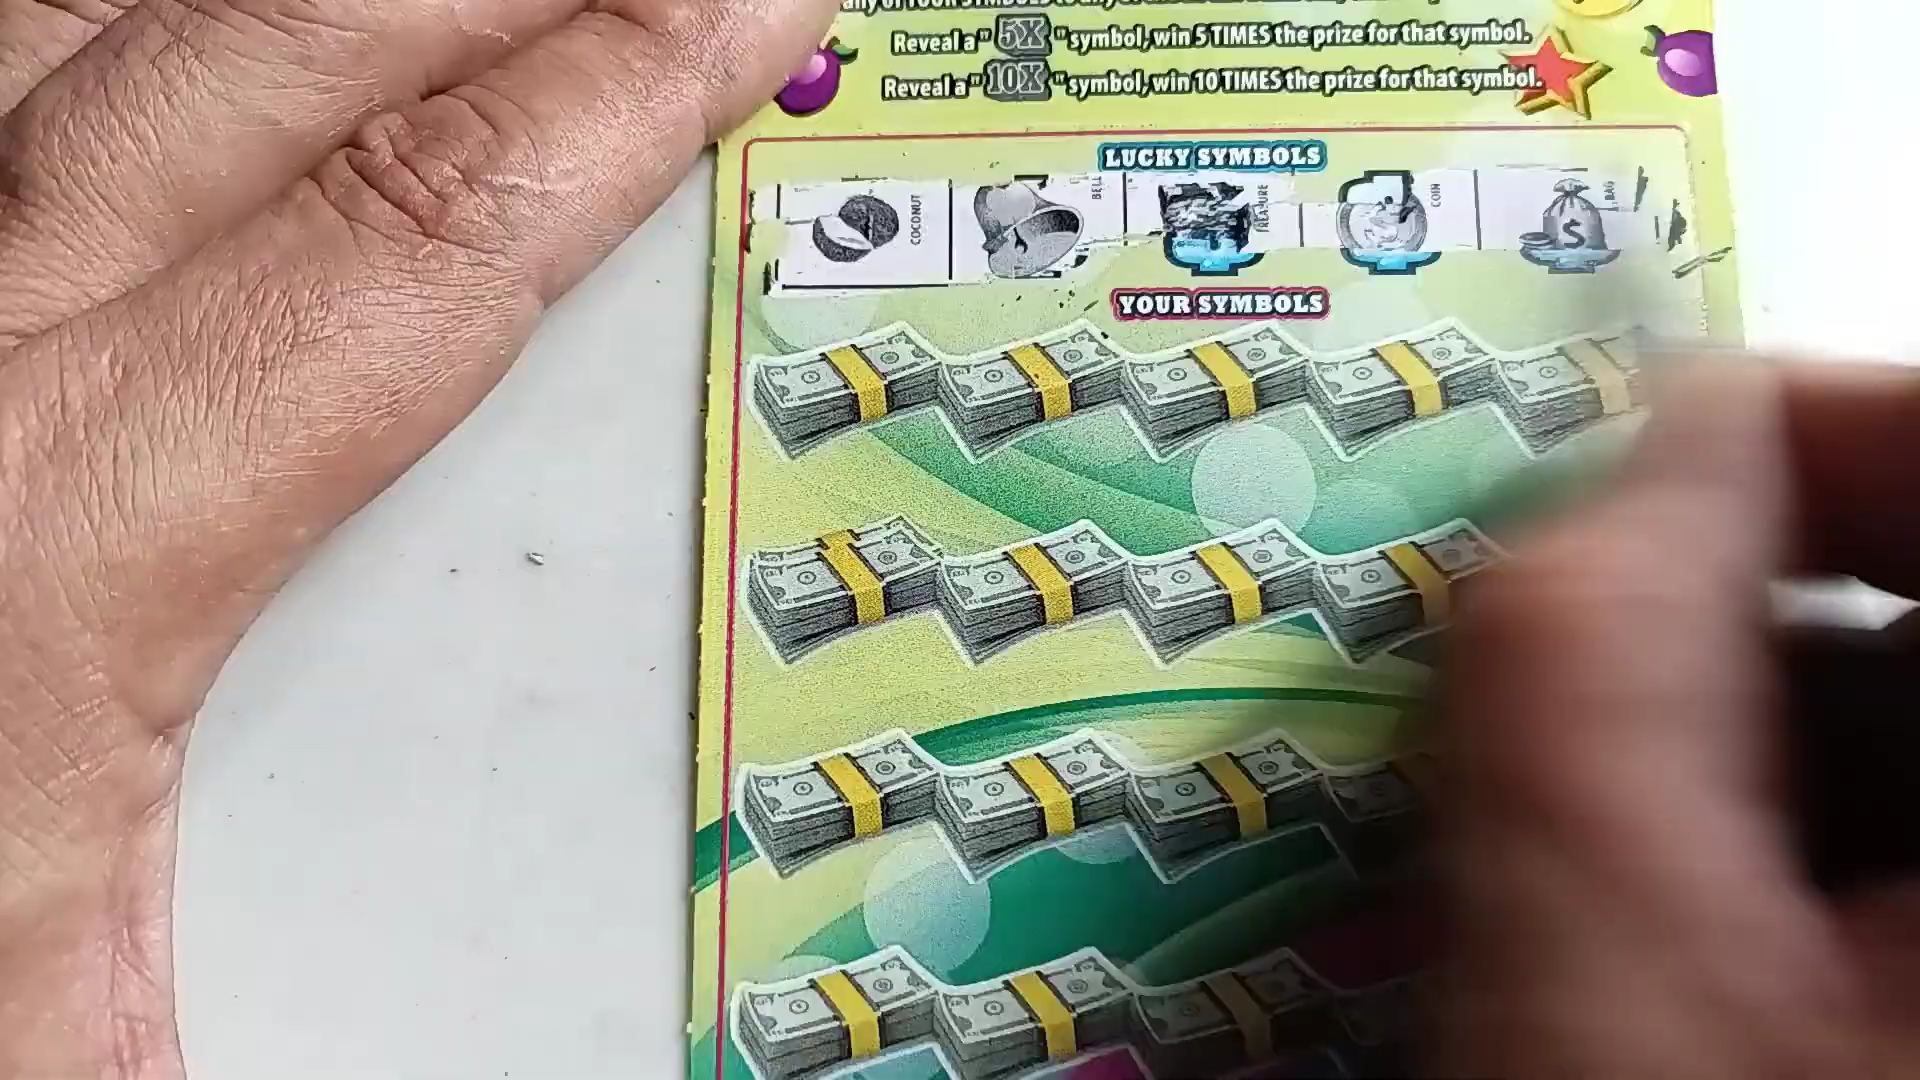 Reveal a " 5X " symbol, win 5 TIMES the prize for that symbol.
Reveal a " 10X " symbol, win 10 TIMES the prize for that symbol.
LUCKY SYMBOLS
COCONUT
BELL
COIN
BAG
YOUR SYMBOLS